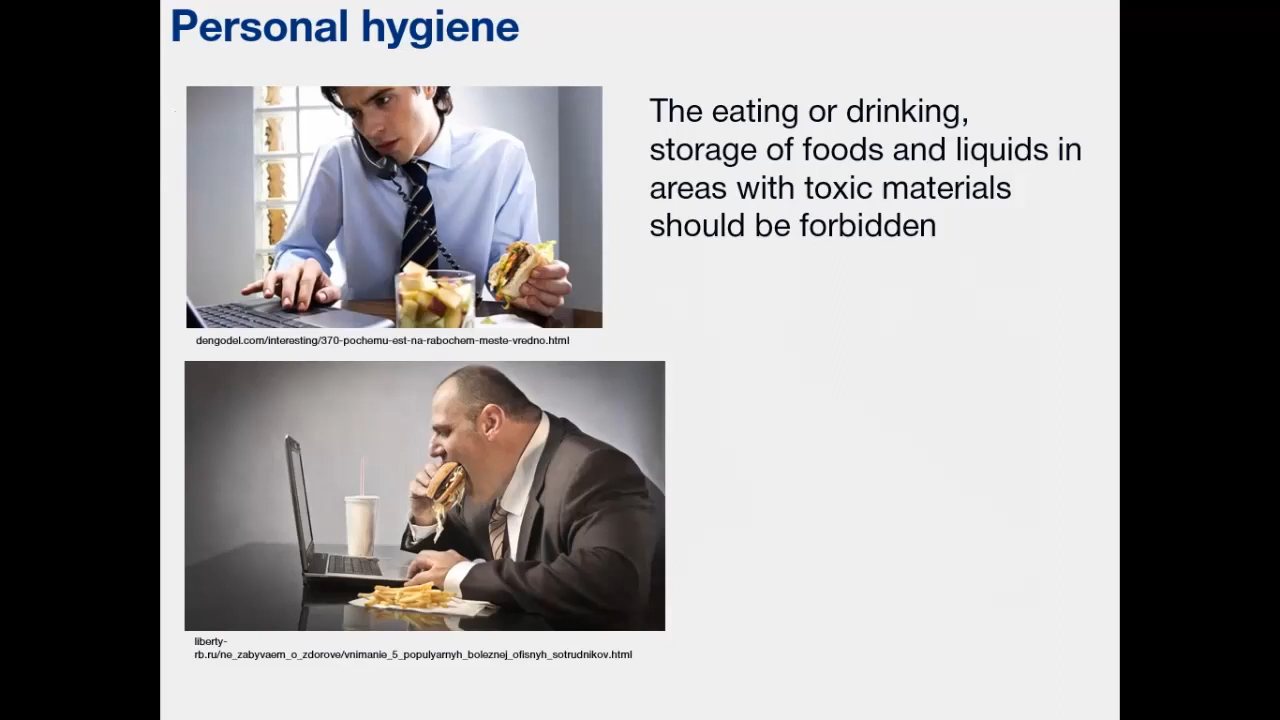 Personal hygiene
The eating or drinking,
storage of foods and liquids in
areas with toxic materials
should be forbidden
dengodel.com/interesting/370-pochemu-est-na-rabochem-meste-vredno.html
liberty-
rb.ru/ne_zabyvaem_o_zdorove/vnimanie_5_populyarnyh_boleznej_ofisnyh_sotrudnikov.html